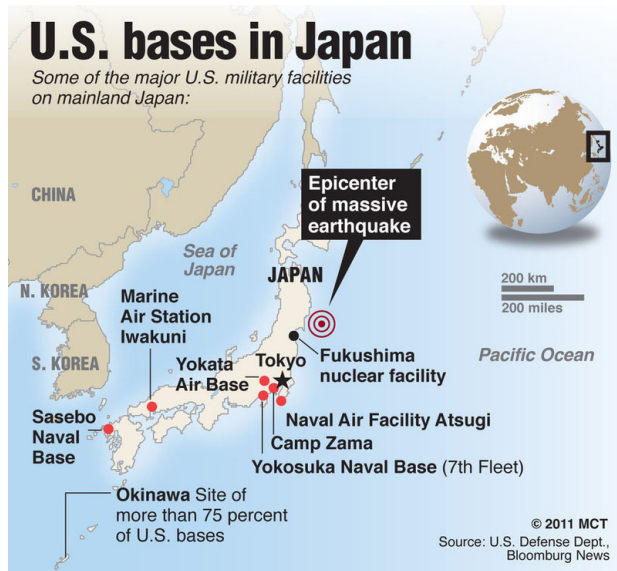 U.S. bases in Japan
Some of the major U.S. military facilities
on mainland Japan:
Epicenter
of massive
earthquake
CHINA
Sea of
Japan
JAPAN
200 km
200 miles
N. KOREA
Marine
Air Station
Iwakuni
S. KOREA
Yokata
Air Base
Tokyo
Fukushima
nuclear facility
Pacific Ocean
Sasebo
Naval
Base
Naval Air Facility Atsugi
Camp Zama
Yokosuka Naval Base (7th Fleet)
Okinawa Site of
more than 75 percent
of U.S. bases
© 2011 MCT
Source: U.S. Defense Dept.,
Bloomburg News